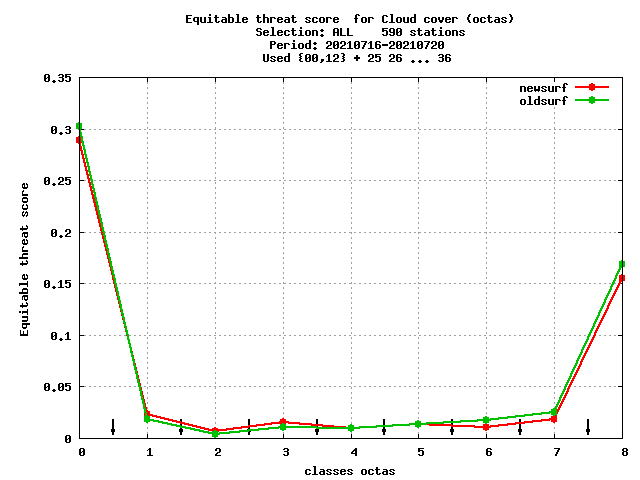 Equitable threat score  for Cloud cover (octas)
Selection: ALL    590 stations
Period: 20210716-20210720
Used {00,12} + 25 26 ... 36
newsurf
oldsurf
0.35
0.3
0.25
0.2
0.15
0.1
0.05
0
Equitable threat score
0 1 2 3 4 5 6 7 8
classes octas